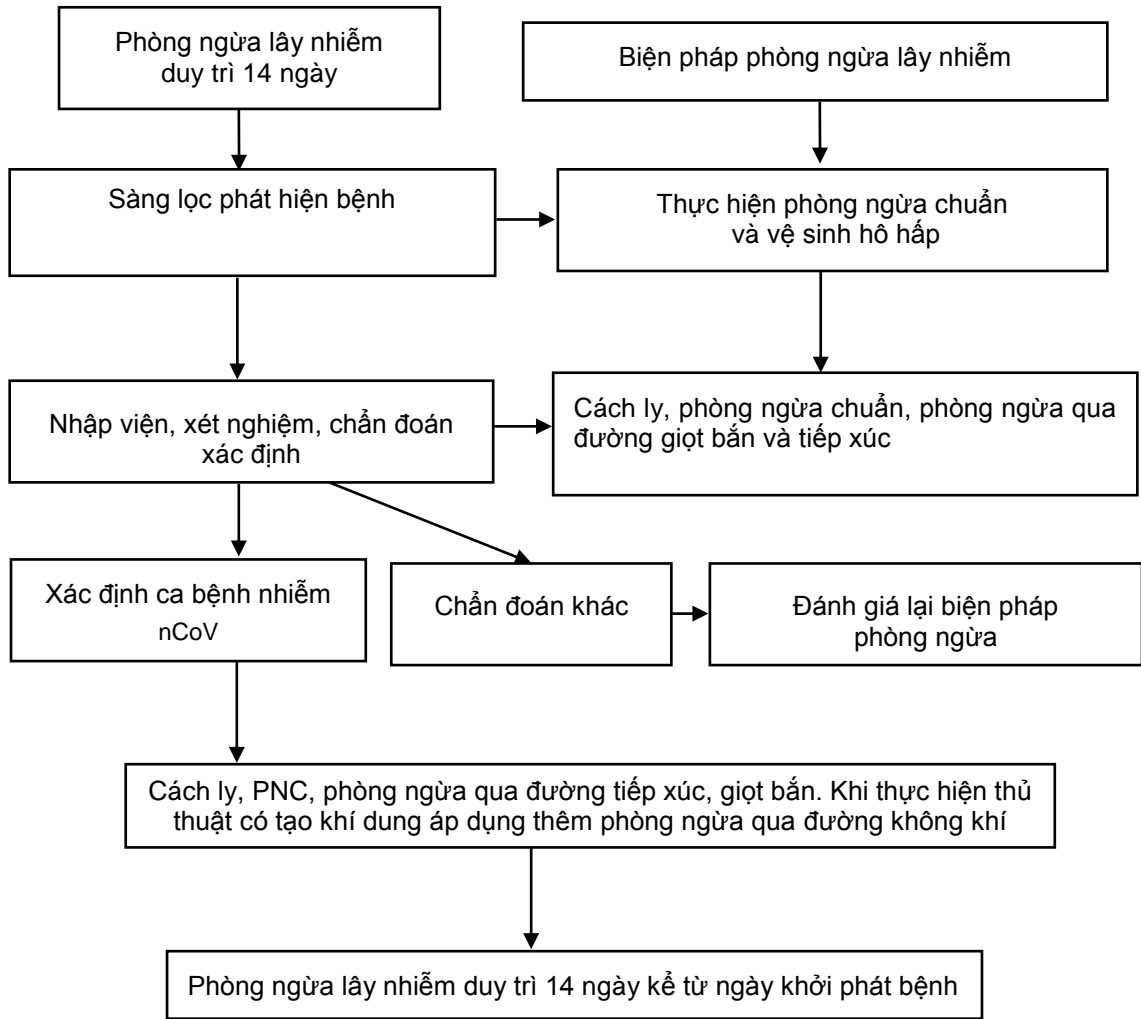 Phòng ngừa lây nhiễm
duy trì 14 ngày
Biện pháp phòng ngừa lây nhiễm
Sàng lọc phát hiện bệnh
Thực hiện phòng ngừa chuẩn
và vệ sinh hô hấp
Nhập viện, xét nghiệm, chẩn đoán
xác định
Cách ly, phòng ngừa chuẩn, phòng ngừa qua
đường giọt bắn và tiếp xúc
Xác định ca bệnh nhiễm
nCoV
Chẩn đoán khác
Đánh giá lại biện pháp
phòng ngừa
Cách ly, PNC, phòng ngừa qua đường tiếp xúc, giọt bắn. Khi thực hiện thủ
thuật có tạo khí dung áp dụng thêm phòng ngừa qua đường không khí
Phòng ngừa lây nhiễm duy trì 14 ngày kể từ ngày khởi phát bệnh